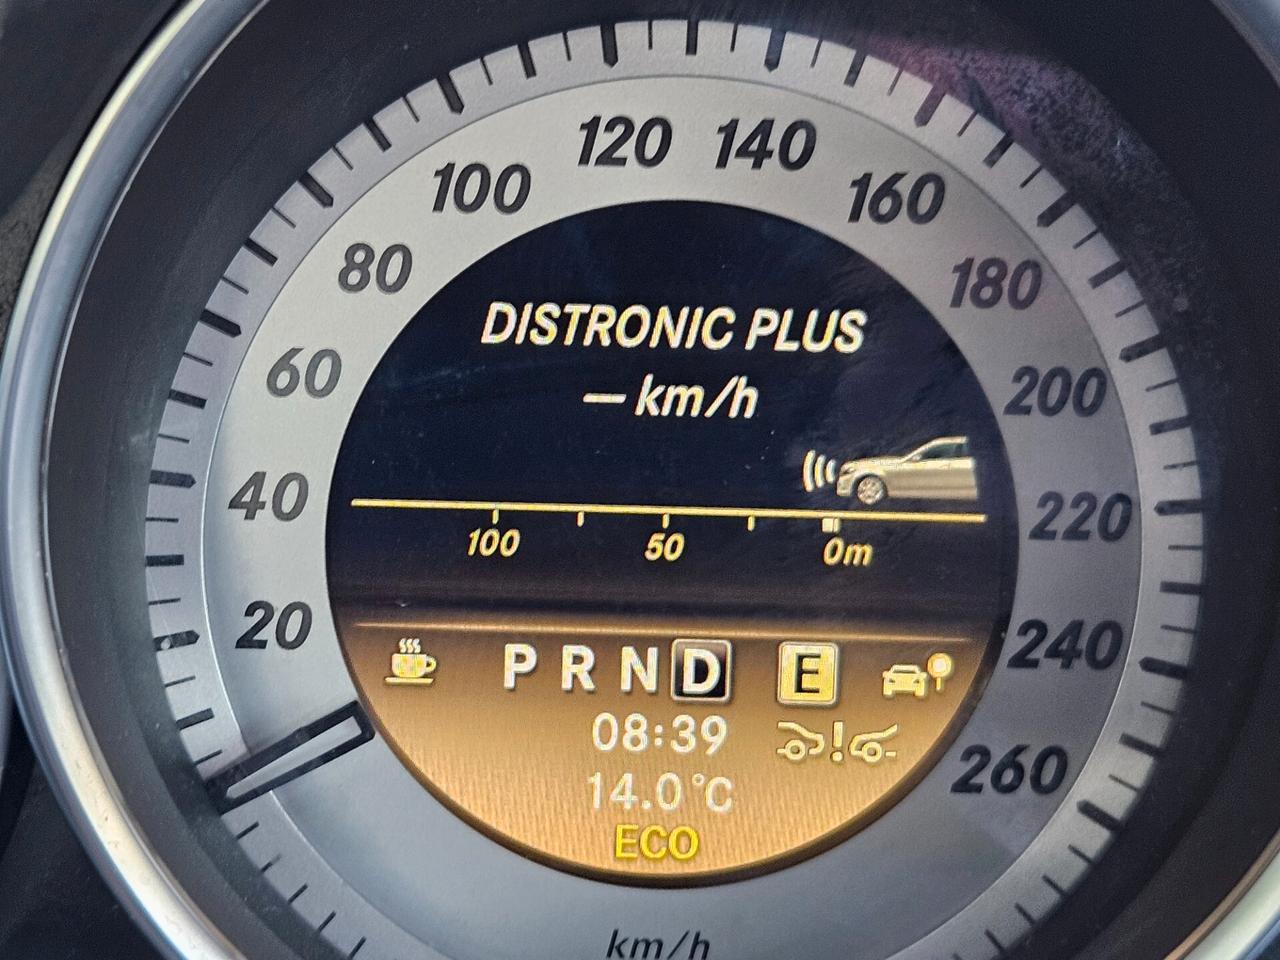 120 140
100 160
80 180
DISTRONIC PLUS
60 200
— km/h
40 220
100 50 0m
20 240
P R N D E
08:39 !
14.0°C 260
ECO
km/h